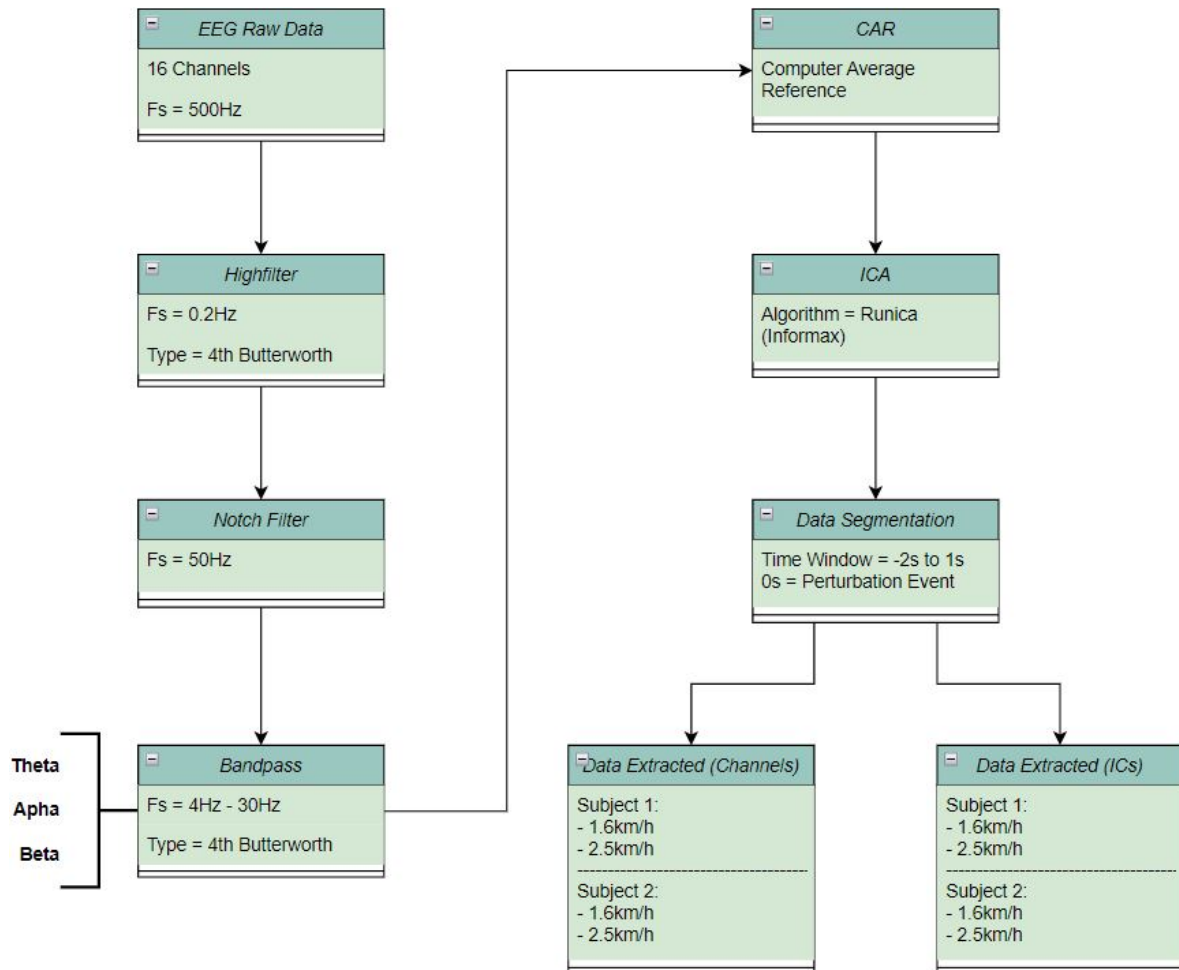 EEG Raw Data
16 Channels
Fs = 500Hz
Highfilter
Fs = 0.2Hz
Type = 4th Butterworth
Notch Filter
Fs = 50Hz
Theta
Apha
Beta
Bandpass
Fs = 4Hz - 30Hz
Type = 4th Butterworth
CAR
Computer Average
Reference
ICA
Algorithm = Runica
(Informax)
Data Segmentation
Time Window = -2s to 1s
0s = Perturbation Event
Data Extracted (Channels)
Subject 1:
- 1.6km/h
- 2.5km/h
Subject 2:
- 1.6km/h
- 2.5km/h
Data Extracted (ICs)
Subject 1:
- 1.6km/h
- 2.5km/h
Subject 2:
- 1.6km/h
- 2.5km/h